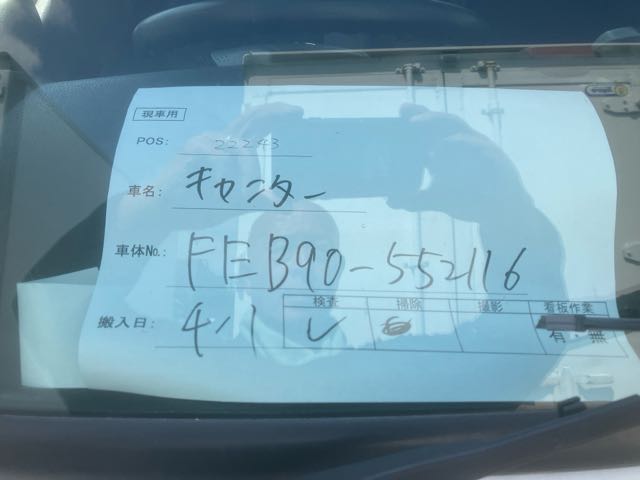 現車用
POS: 22243
車名: キャンター
車体No.: FEB90-552116
搬入日: 4/1
検査 掃除 撮影 看板作業
レ 有・無